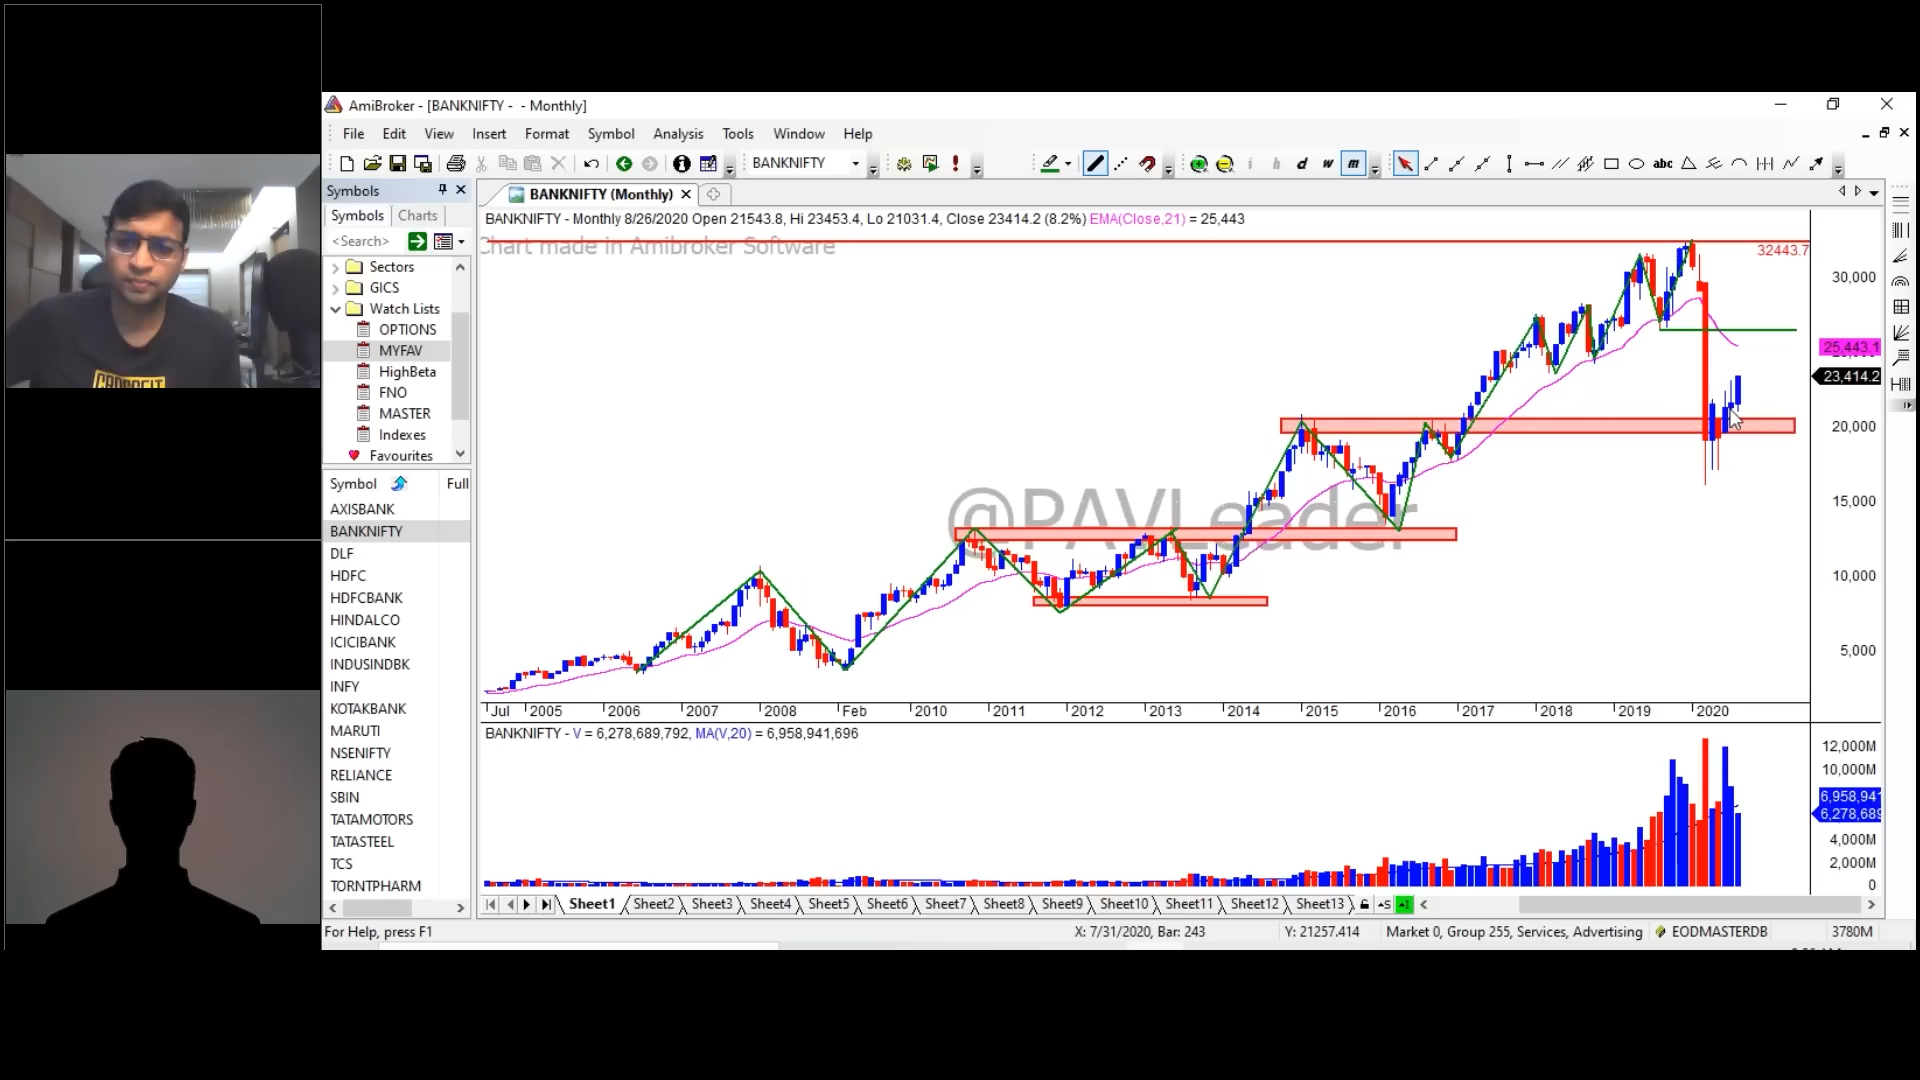 AmiBroker - [BANKNIFTY - - Monthly]
File Edit View Insert Format Symbol Analysis Tools Window Help
BANKNIFTY
i h d w m
abc
Symbols
BANKNIFTY (Monthly)
Symbols Charts
<Search>
Sectors
GICS
Watch Lists
OPTIONS
MYFAV
HighBeta
FNO
MASTER
Indexes
Favourites
Symbol Full
AXISBANK
BANKNIFTY
DLF
HDFC
HDFCBANK
HINDALCO
ICICIBANK
INDUSINDBK
INFY
KOTAKBANK
MARUTI
NSENIFTY
RELIANCE
SBIN
TATAMOTORS
TATASTEEL
TCS
TORNTPHARM
BANKNIFTY - Monthly 8/26/2020 Open 21543.8, Hi 23453.4, Lo 21031.4, Close 23414.2 (8.2%) EMA(Close,21) = 25,443
Chart made in Amibroker Software
32443.7
30,000
25,443.1
23,414.2
20,000
15,000
10,000
5,000
@PAVLeader
Jul 2005 2006 2007 2008 Feb 2010 2011 2012 2013 2014 2015 2016 2017 2018 2019 2020
BANKNIFTY - V = 6,278,689,792, MA(V,20) = 6,958,941,696
12,000M
10,000M
6,958,941
6,278,689
4,000M
2,000M
0
Sheet1 Sheet2 Sheet3 Sheet4 Sheet5 Sheet6 Sheet7 Sheet8 Sheet9 Sheet10 Sheet11 Sheet12 Sheet13
For Help, press F1
X: 7/31/2020, Bar: 243
Y: 21257.414
Market 0, Group 255, Services, Advertising
EODMASTERDB
3780M